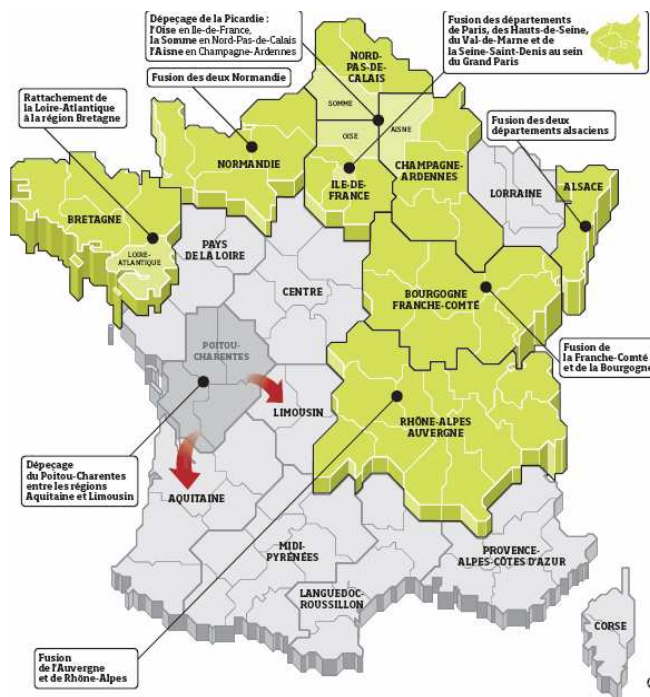 Dépeçage de la Picardie :
l'Oise en Ile-de-France,
la Somme en Nord-Pas-de-Calais
l'Aisne en Champagne-Ardennes
Fusion des départements
de Paris, des Hauts-de-Seine,
du Val-de-Marne et de
la Seine-Saint-Denis au sein
du Grand Paris
Fusion des deux Normandie
Rattachement de
la Loire-Atlantique
à la région Bretagne
Fusion des deux
départements alsaciens
NORD-
PAS-DE-
CALAIS
SOMME
OISE
AISNE
NORMANDIE
ILE-DE-
FRANCE
CHAMPAGNE-
ARDENNES
LORRAINE
ALSACE
BRETAGNE
LOIRE-
ATLANTIQUE
PAYS
DE LA LOIRE
CENTRE
BOURGOGNE
FRANCHE-COMTÉ
Fusion de
la Franche-Comté
et de la Bourgogne
POITOU-
CHARENTES
LIMOUSIN
RHÔNE-ALPES
AUVERGNE
Dépeçage
du Poitou-Charentes
entre les régions
Aquitaine et Limousin
AQUITAINE
MIDI-
PYRÉNÉES
LANGUEDOC-
ROUSSILLON
PROVENCE-
ALPES-CÔTES D'AZUR
CORSE
Fusion
de l'Auvergne
et de Rhône-Alpes